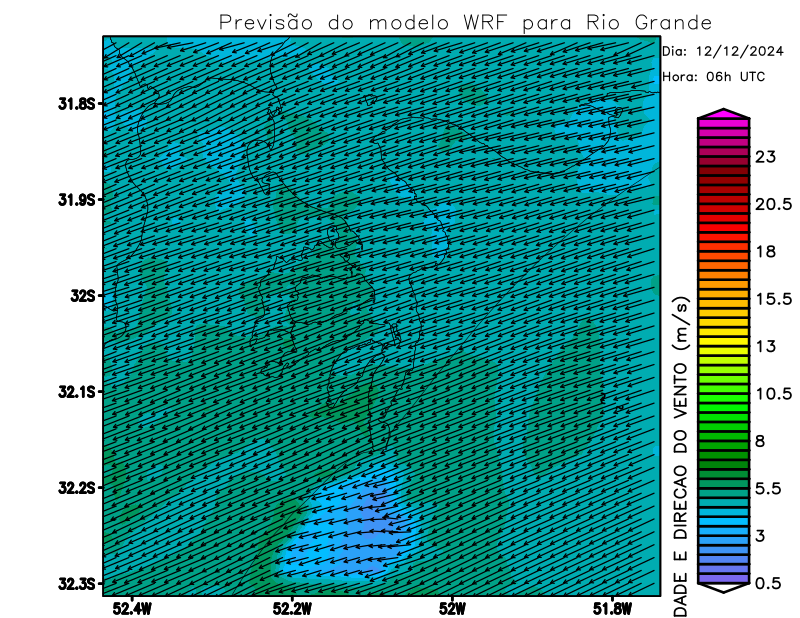 Previsão do modelo WRF para Rio Grande
Dia: 12/12/2024
Hora: 06h UTC
31.8S
31.9S
32S
32.1S
32.2S
32.3S
52.4W
52.2W
52W
51.8W
DADE E DIRECAO DO VENTO (m/s)
23
20.5
18
15.5
13
10.5
8
5.5
3
0.5